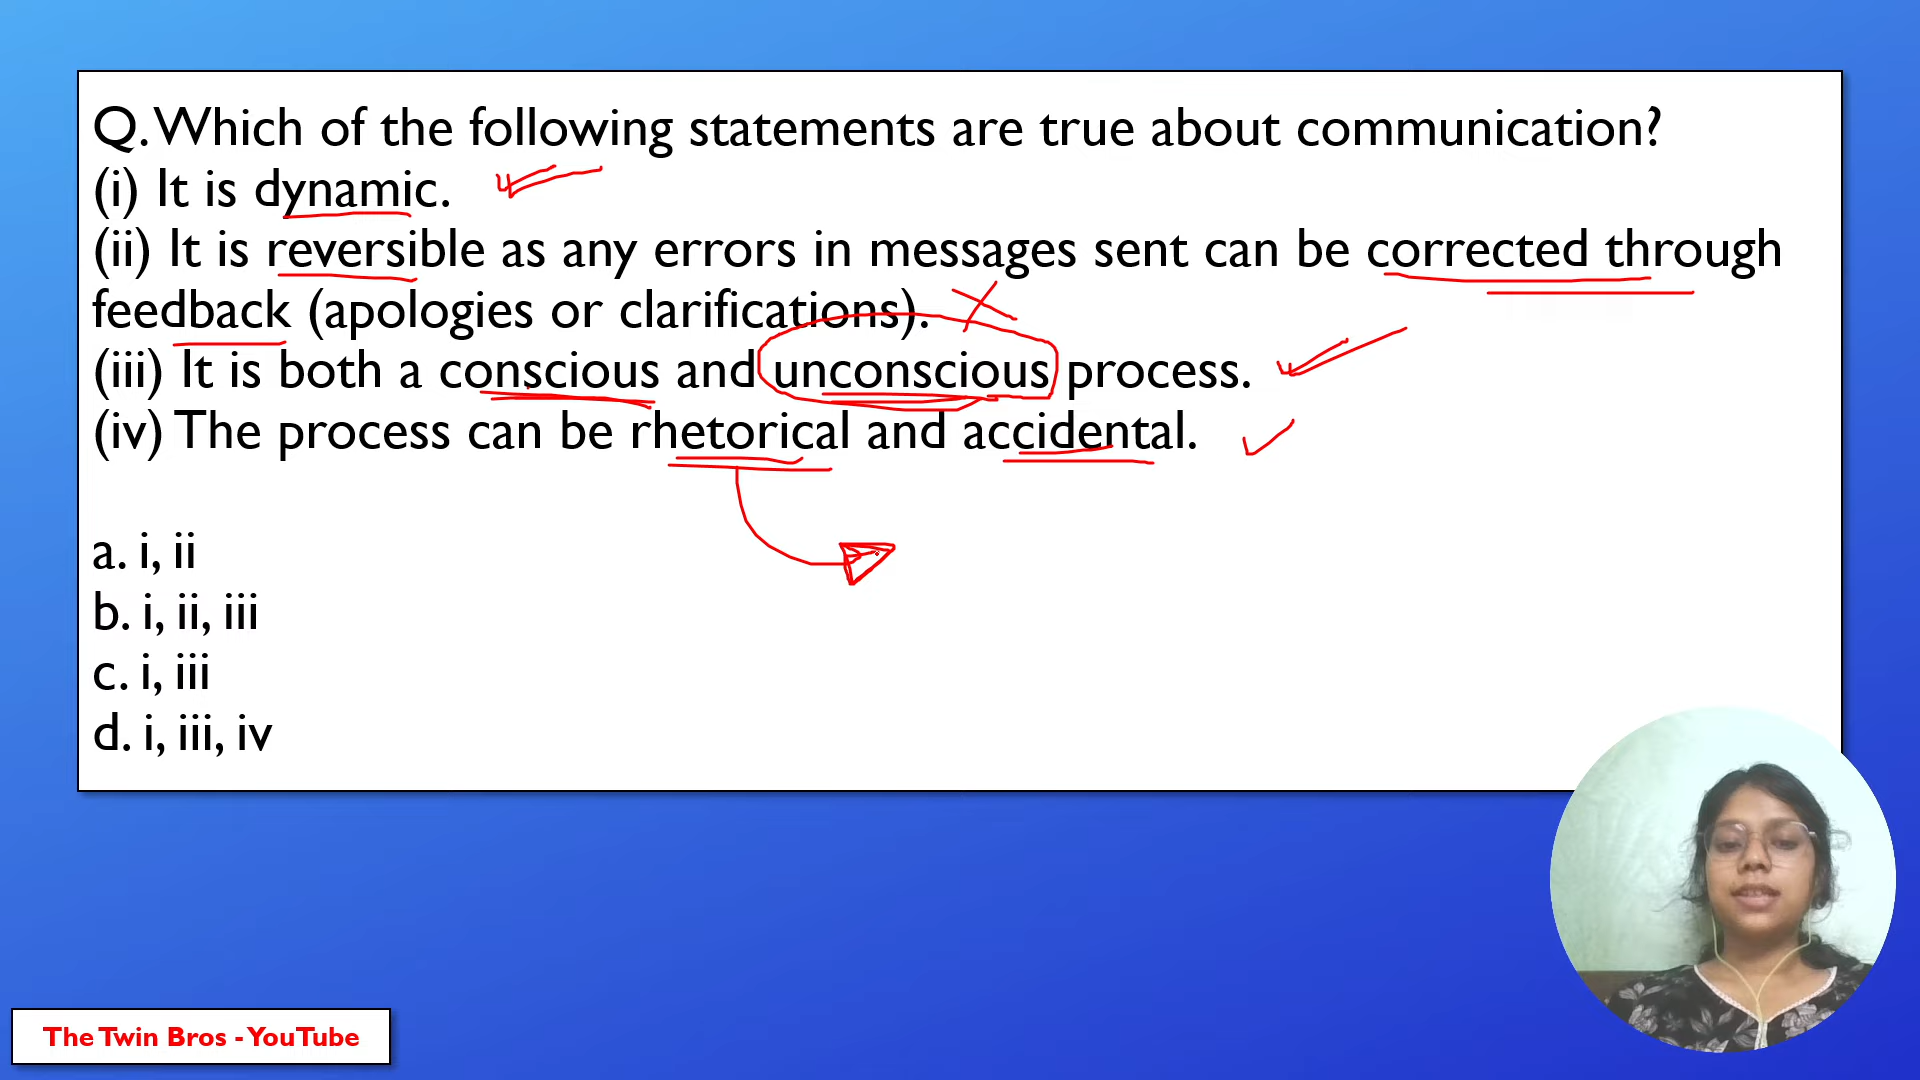 Q. Which of the following statements are true about communication?
(i) It is dynamic.
(ii) It is reversible as any errors in messages sent can be corrected through
feedback (apologies or clarifications).
(iii) It is both a conscious and unconscious process.
(iv) The process can be rhetorical and accidental.
a. i, ii
b. i, ii, iii
c. i, iii
d. i, iii, iv
The Twin Bros - YouTube